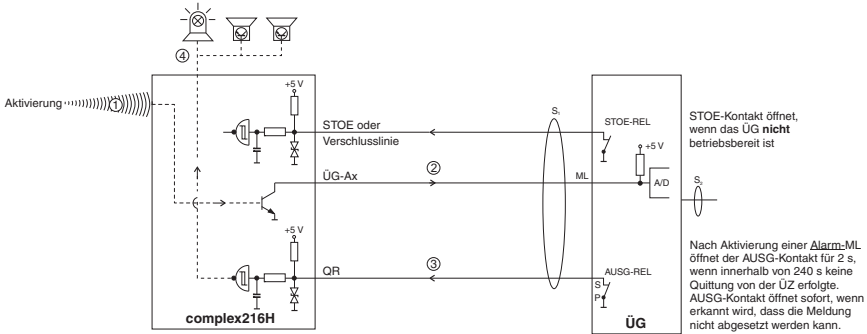 ④
Aktivierung
①
+5 V
STOE oder
Verschlusslinie
②
ÜG-Ax
+5 V
③
QR
complex216H
S₁
STOE-REL
+5 V
ML
A/D
S₂
AUSG-REL
S
P
ÜG
STOE-Kontakt öffnet,
wenn das ÜG nicht
betriebsbereit ist
Nach Aktivierung einer Alarm-ML
öffnet der AUSG-Kontakt für 2 s,
wenn innerhalb von 240 s keine
Quittung von der ÜZ erfolgte.
AUSG-Kontakt öffnet sofort, wenn
erkannt wird, dass die Meldung
nicht abgesetzt werden kann.